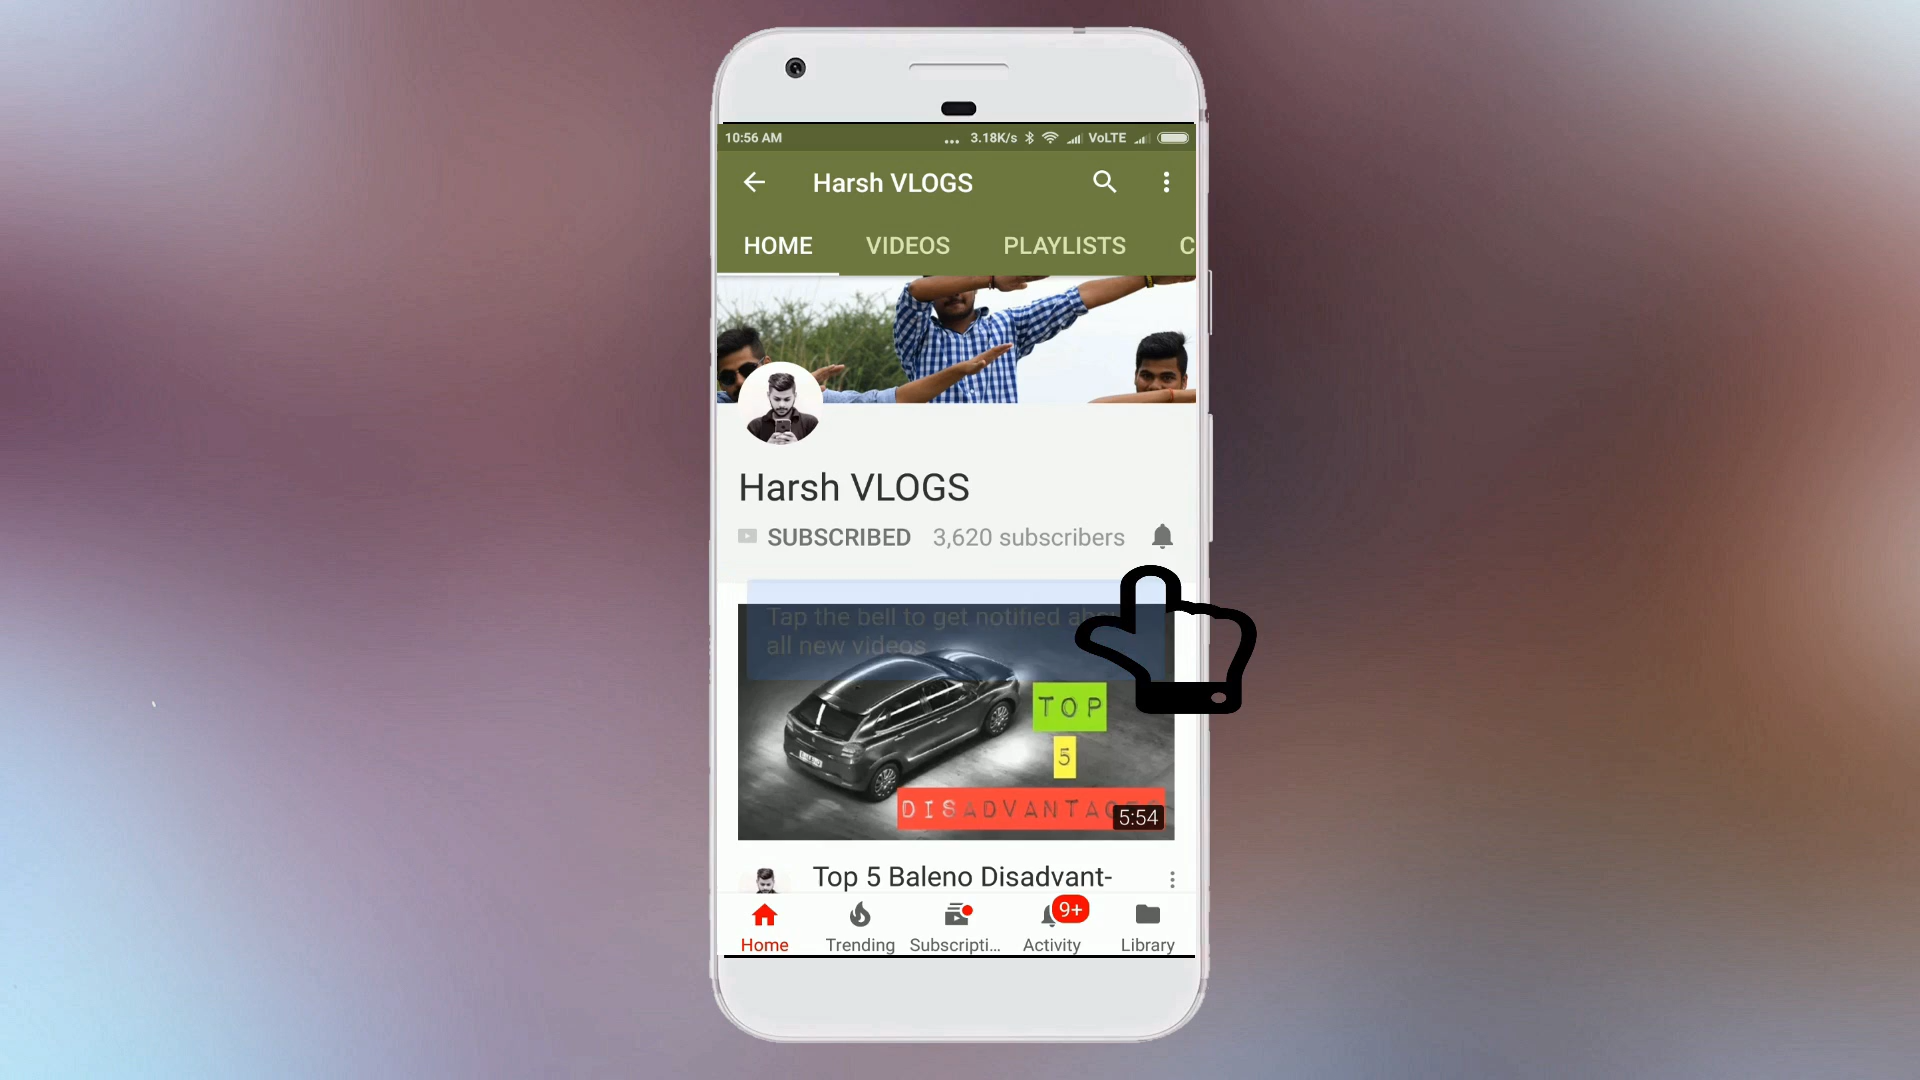 10:56 AM ... 3.18K/s VoLTE
Harsh VLOGS
HOME VIDEOS PLAYLISTS C
Harsh VLOGS
SUBSCRIBED 3,620 subscribers
Tap the bell to get notified
all new videos
TOP
5
DISADVANTAGES
5:54
Top 5 Baleno Disadvant-
9+
Home Trending Subscripti... Activity Library